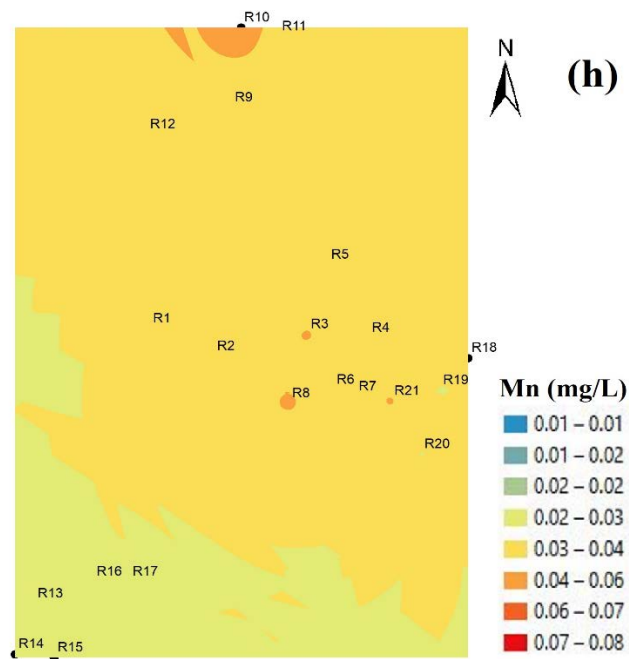 R10
R11
N
(h)
R9
R12
R5
R1
R3
R4
R2
R18
R6
R7
R19
R8
R21
R20
Mn (mg/L)
0.01 – 0.01
0.01 – 0.02
0.02 – 0.02
0.02 – 0.03
0.03 – 0.04
0.04 – 0.06
0.06 – 0.07
0.07 – 0.08
R16
R17
R13
R14
R15